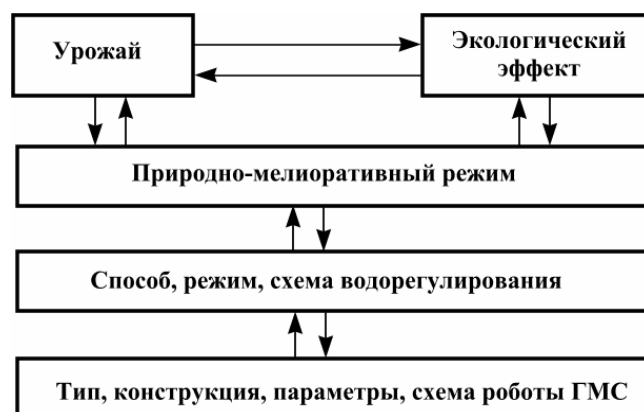 Урожай
Экологический
эффект
Природно-мелиоративный режим
Способ, режим, схема водорегулирования
Тип, конструкция, параметры, схема роботы ГМС